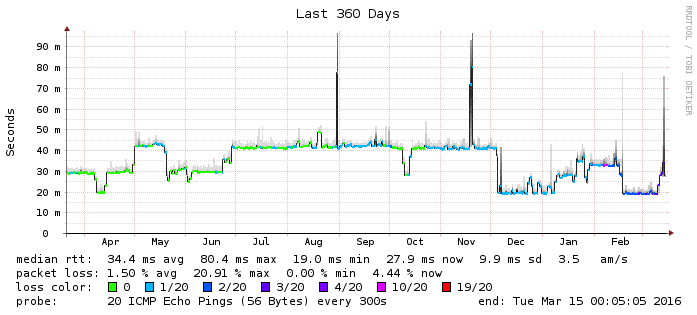 Last 360 Days
RRDTOOL / TOBI OETIKER
Seconds
90 m
80 m
70 m
60 m
50 m
40 m
30 m
20 m
10 m
0
Apr May Jun Jul Aug Sep Oct Nov Dec Jan Feb
median rtt: 34.4 ms avg 80.4 ms max 19.0 ms min 27.9 ms now 9.9 ms sd 3.5 am/s
packet loss: 1.50 % avg 20.91 % max 0.00 % min 4.44 % now
loss color: 0 1/20 2/20 3/20 4/20 10/20 19/20
probe: 20 ICMP Echo Pings (56 Bytes) every 300s end: Tue Mar 15 00:05:05 2016